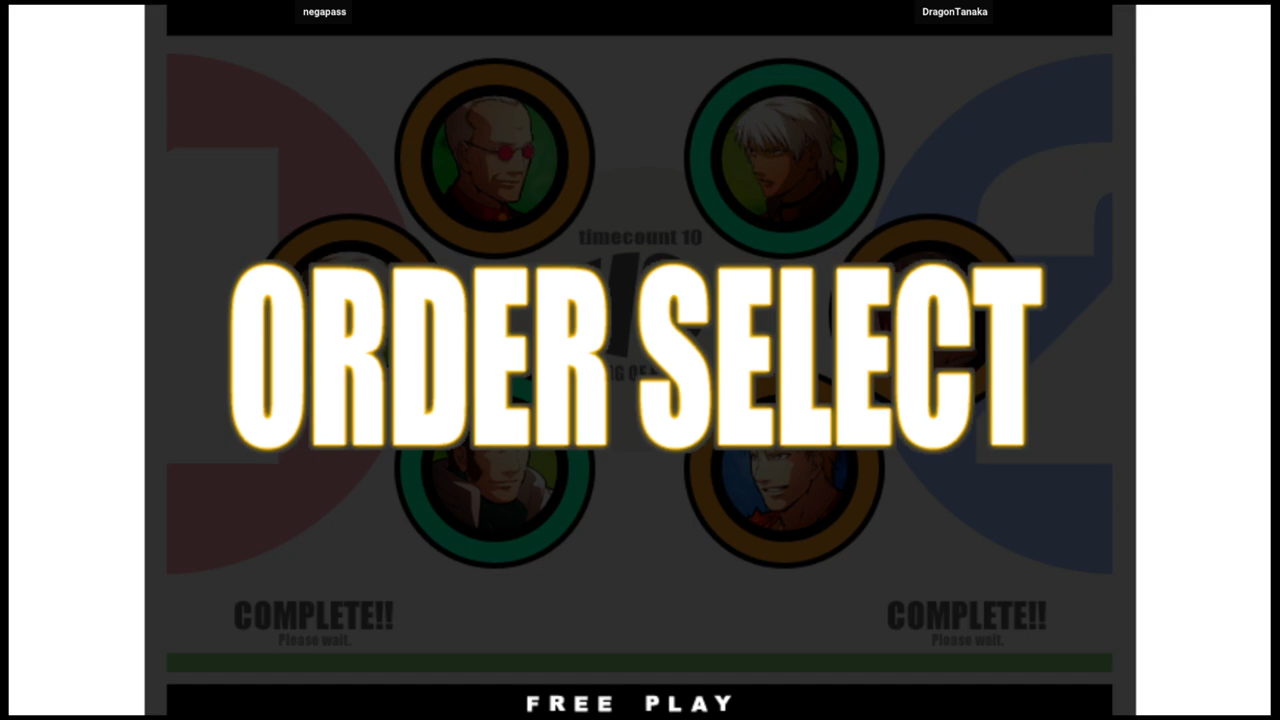 negapass
DragonTanaka
timecount 10
ORDER SELECT
COMPLETE!!
Please wait.
COMPLETE!!
Please wait.
FREE PLAY